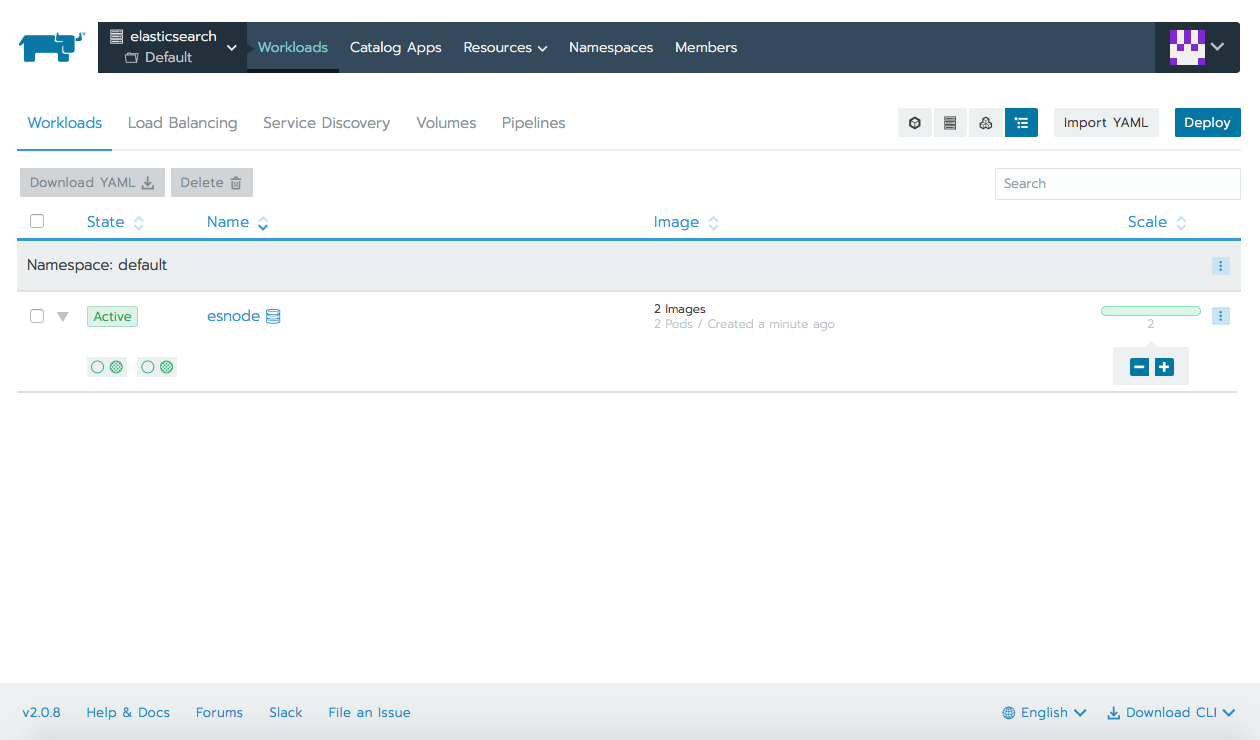 elasticsearch
Default
Workloads Catalog Apps Resources Namespaces Members
Workloads Load Balancing Service Discovery Volumes Pipelines Import YAML Deploy
Download YAML Delete Search
State Name Image Scale
Namespace: default
Active esnode 2 Images
2 Pods / Created a minute ago 2
v2.0.8 Help & Docs Forums Slack File an Issue English Download CLI